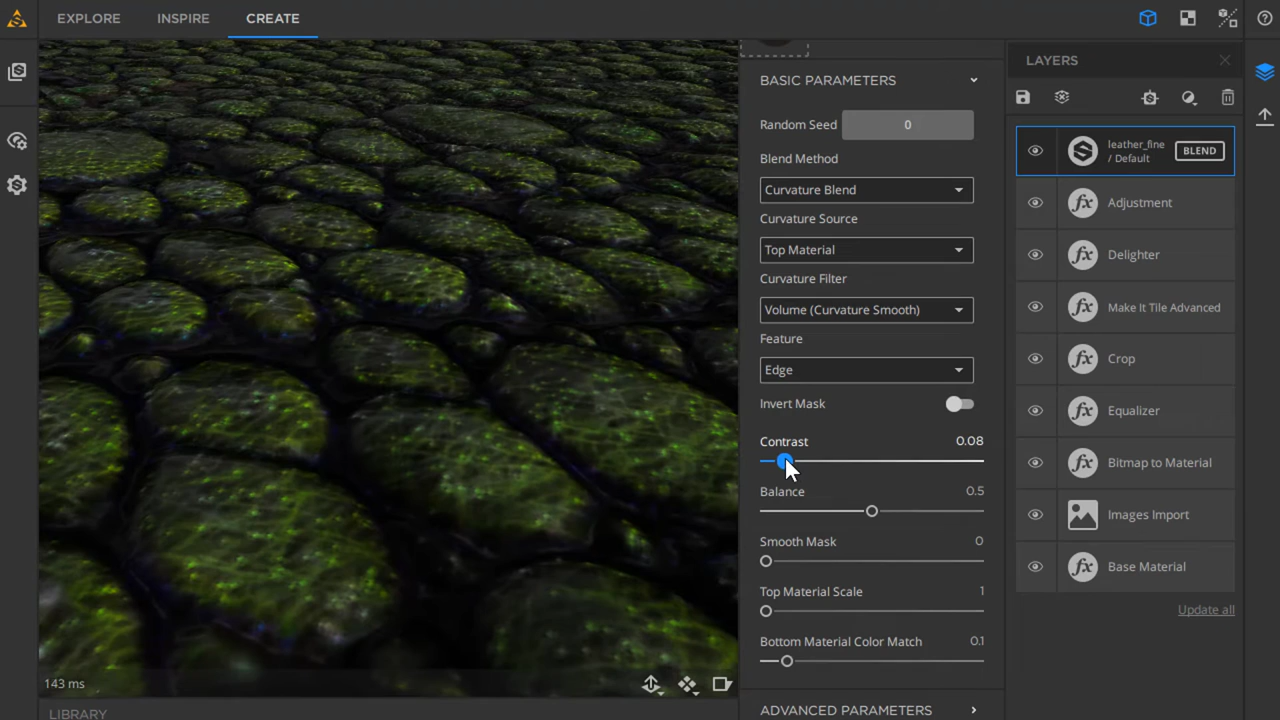 EXPLORE INSPIRE CREATE
BASIC PARAMETERS
Random Seed 0
Blend Method
Curvature Blend
Curvature Source
Top Material
Curvature Filter
Volume (Curvature Smooth)
Feature
Edge
Invert Mask
Contrast 0.08
Balance 0.5
Smooth Mask 0
Top Material Scale 1
Bottom Material Color Match 0.1
ADVANCED PARAMETERS
143 ms
LIBRARY
LAYERS
leather_fine
/ Default
BLEND
Adjustment
Delighter
Make It Tile Advanced
Crop
Equalizer
Bitmap to Material
Images Import
Base Material
Update all